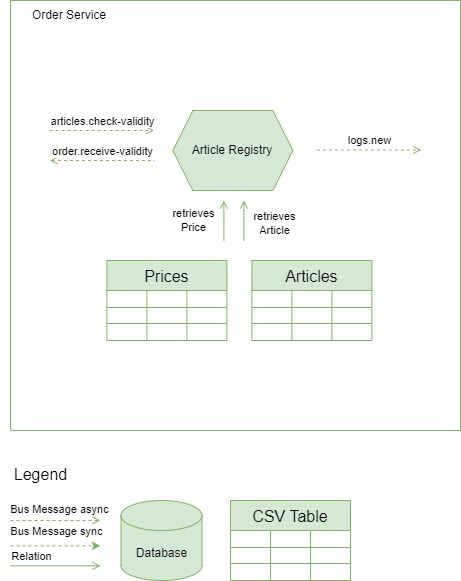 Order Service
articles.check-validity
order.receive-validity
Article Registry
logs.new
retrieves
Price
retrieves
Article
Prices
Articles
Legend
Bus Message async
Bus Message sync
Relation
Database
CSV Table